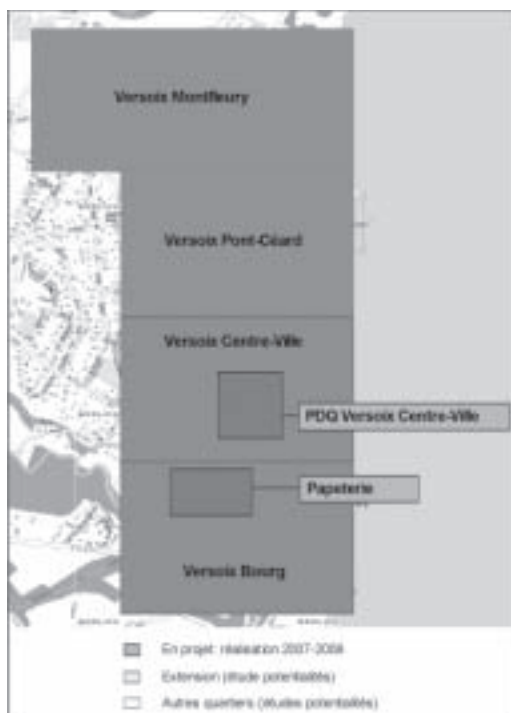 Versoix Montfleury
Versoix Pont-Céard
Versoix Centre-Ville
PDQ Versoix Centre-Ville
Papeterie
Versoix Bourg
En projet: réalisation 2007-2008
Extension (étude potentialités)
Autres quartiers (études potentialités)